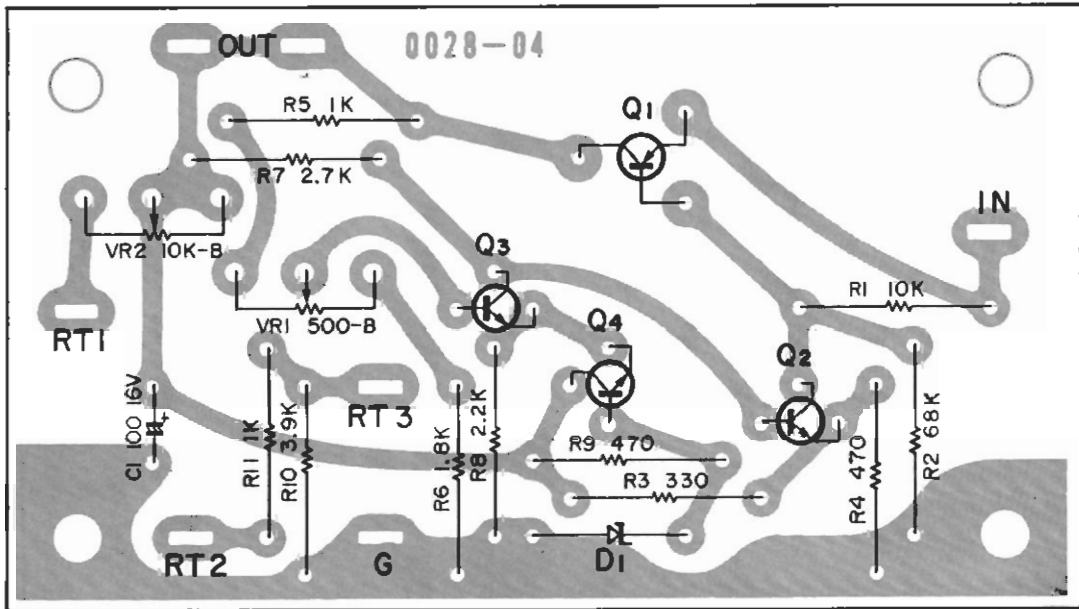 OUT
0028-04
R5 1K
Q1
R7 2.7K
IN
VR2 10K-B
Q3
R1 10K
VR1 500-B
RT1
Q4
Q2
RT3
C1 100 16V
+
R11 1K
R10 3.9K
R6 1.8K
R8 2.2K
R9 470
R3 330
R4 470
R2 68K
RT2
G
D1